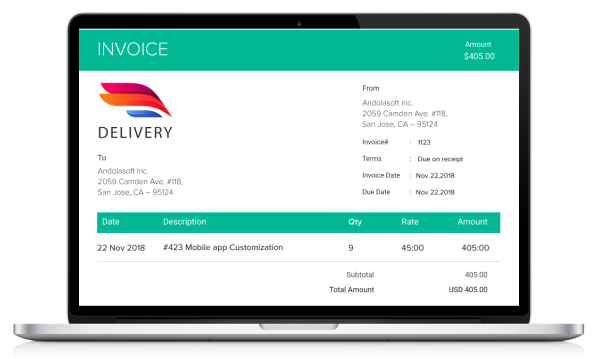 INVOICE
Amount
$405.00
DELIVERY
From
Andolasoft Inc.
2059 Camden Ave. #118,
San Jose, CA – 95124
Invoice# : 1123
Terms : Due on receipt
Invoice Date : Nov 22,2018
Due Date : Nov 22,2018
To
Andolasoft Inc.
2059 Camden Ave. #118,
San Jose, CA – 95124
Date Description Qty Rate Amount
22 Nov 2018 #423 Mobile app Customization 9 45:00 405:00
Subtotal 405:00
Total Amount USD 405.00